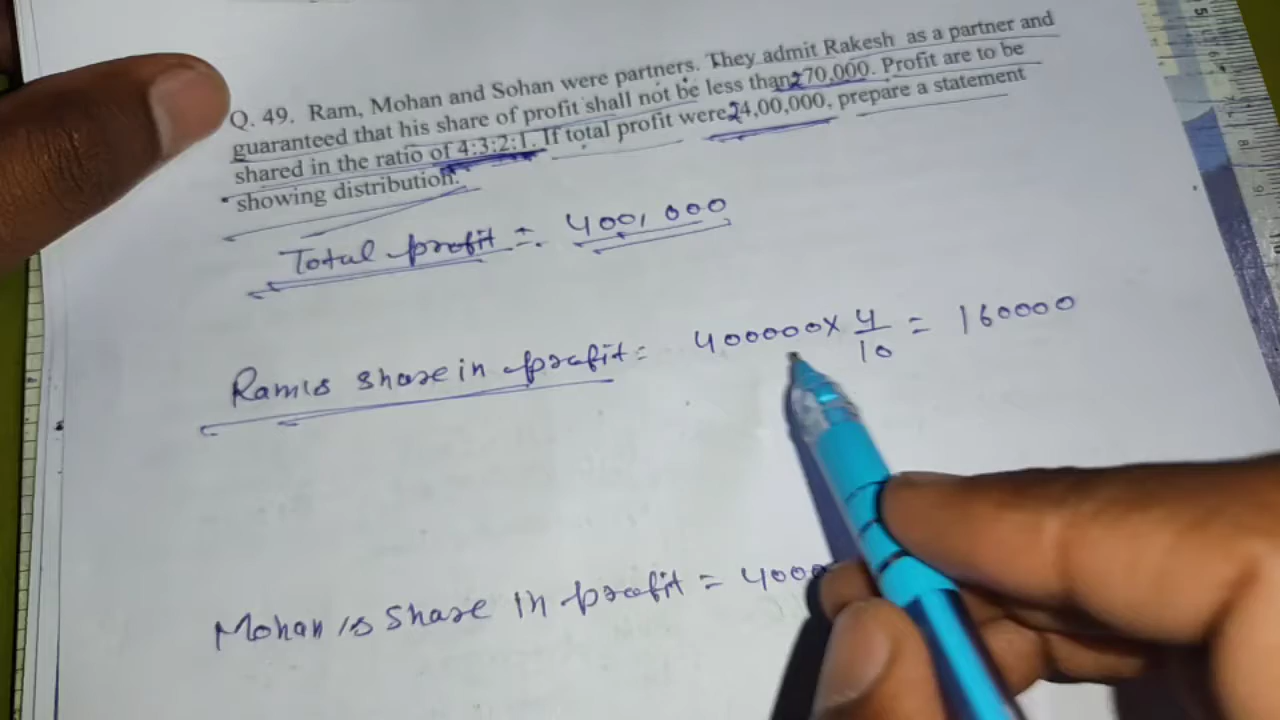 Q. 49. Ram, Mohan and Sohan were partners. They admit Rakesh as a partner and
guaranteed that his share of profit shall not be less than ₹70,000. Profit are to be
shared in the ratio of 4:3:2:1. If total profit were ₹4,00,000, prepare a statement
showing distribution.
Total profit = 400,000
Ram's share in profit = 400000 x 4/10 = 160000
Mohan's share in profit = 4000